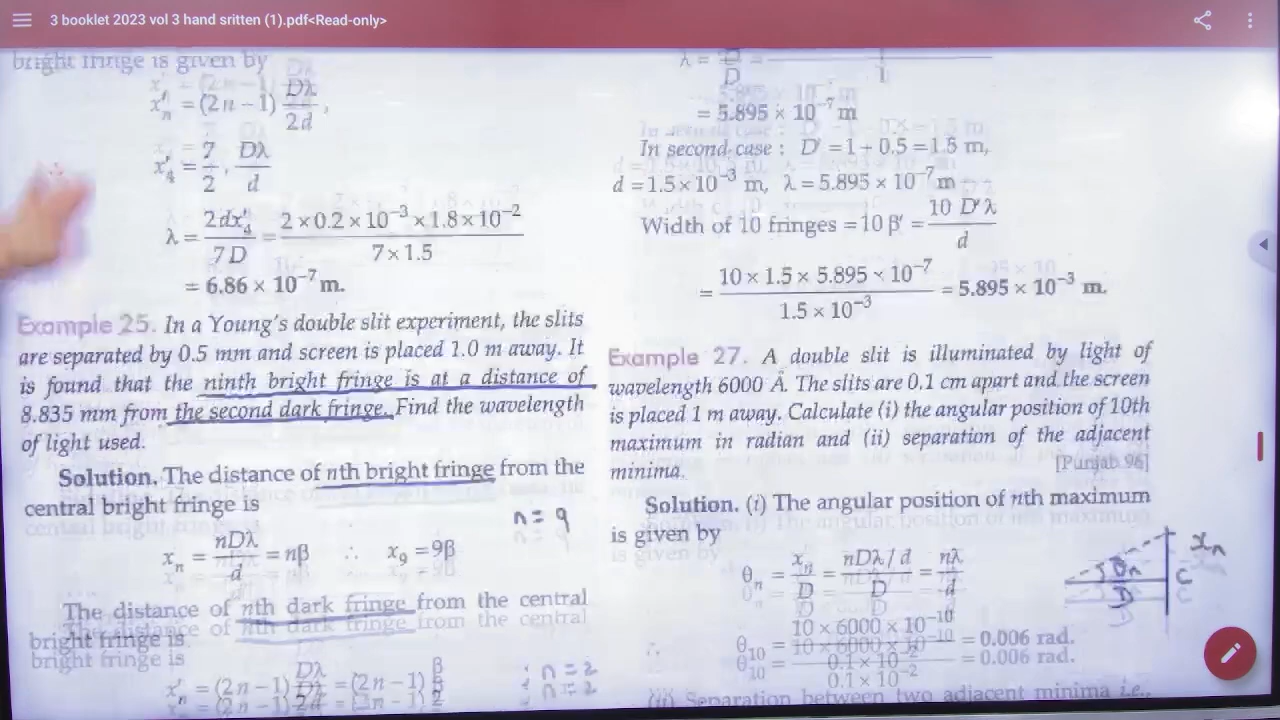 3 booklet 2023 vol 3 hand sritten (1).pdf<Read-only>
bright fringe is given by
x'ₙ = (2n − 1) Dλ / 2d ,
x'₄ = 7/2 . Dλ/d
λ = 2dx'₄ / 7D = 2 × 0.2 × 10⁻³ × 1.8 × 10⁻² / 7 × 1.5
= 6.86 × 10⁻⁷ m.
Example 25. In a Young's double slit experiment, the slits
are separated by 0.5 mm and screen is placed 1.0 m away. It
is found that the ninth bright fringe is at a distance of
8.835 mm from the second dark fringe. Find the wavelength
of light used.
Solution. The distance of nth bright fringe from the
central bright fringe is
n = 9
xₙ = nDλ/d = nβ ∴ x₉ = 9β
The distance of nth dark fringe from the central
bright fringe is
x'ₙ = (2n − 1) Dλ/2d = (2n − 1) β/2
n = 2
= 5.895 × 10⁻⁷ m
In second case : D' = 1 + 0.5 = 1.5 m,
d = 1.5 × 10⁻³ m, λ = 5.895 × 10⁻⁷ m
Width of 10 fringes = 10 β' = 10 D' λ / d
= 10 × 1.5 × 5.895 × 10⁻⁷ / 1.5 × 10⁻³ = 5.895 × 10⁻³ m.
Example 27. A double slit is illuminated by light of
wavelength 6000 Å. The slits are 0.1 cm apart and the screen
is placed 1 m away. Calculate (i) the angular position of 10th
maximum in radian and (ii) separation of the adjacent
minima.
[Punjab 96]
Solution. (i) The angular position of nth maximum
is given by
θₙ = xₙ/D = nDλ/d / D = nλ/d
xₙ
θₙ
C
D
∴ θ₁₀ = 10 × 6000 × 10⁻¹⁰ / 0.1 × 10⁻² = 0.006 rad.
(ii) Separation between two adjacent minima i.e.,